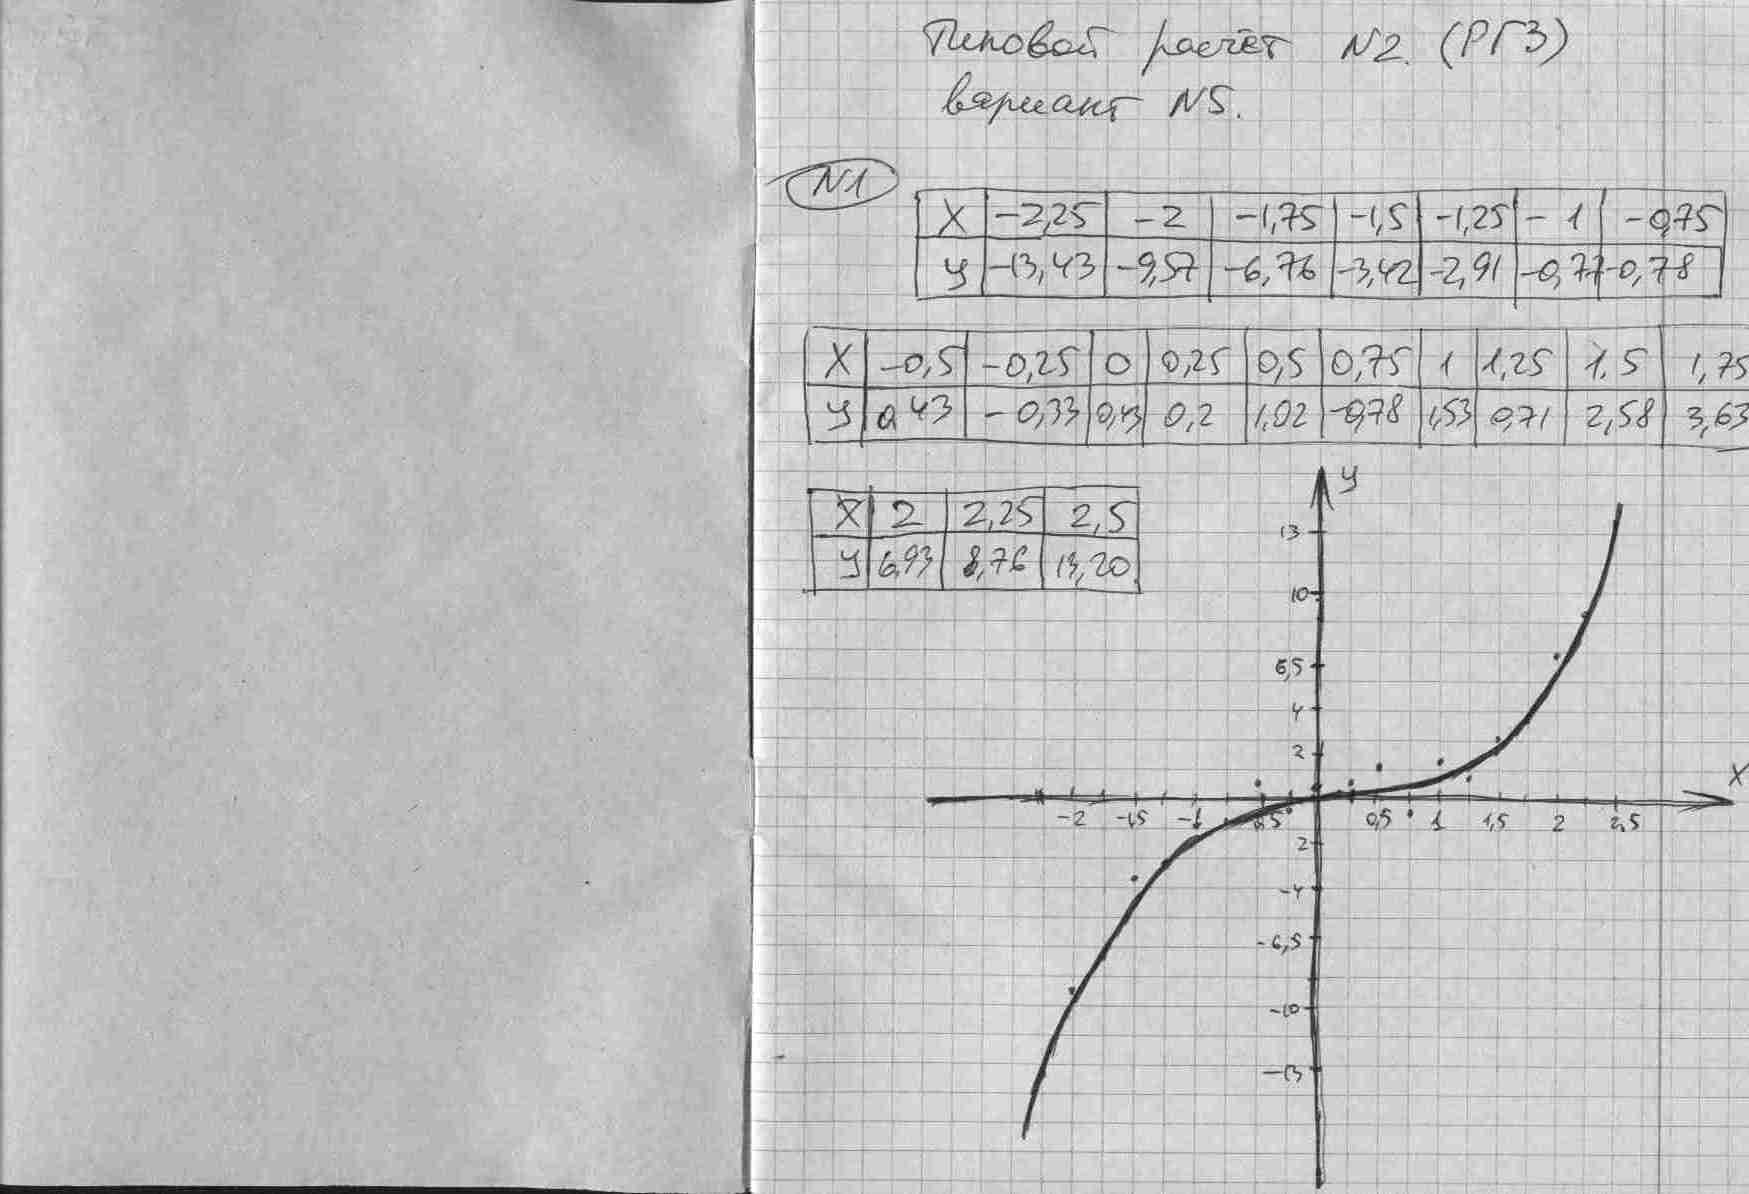 Типовой расчёт N2. (РГЗ)
вариант N5.
N1
X -2,25 -2 -1,75 -1,5 -1,25 -1 -0,75
y -13,43 -9,57 -6,76 -3,42 -2,91 -0,77 -0,78
X -0,5 -0,25 0 0,25 0,5 0,75 1 1,25 1,5 1,75
y 0,43 -0,33 0,43 0,2 1,02 -0,78 1,53 0,71 2,58 3,63
X 2 2,25 2,5
y 6,93 8,76 13,20
y
13
10
6,5
4
2
X
-2 -1,5 -1 0,5 0,5 1 1,5 2 2,5
2
-4
-6,5
-10
-13